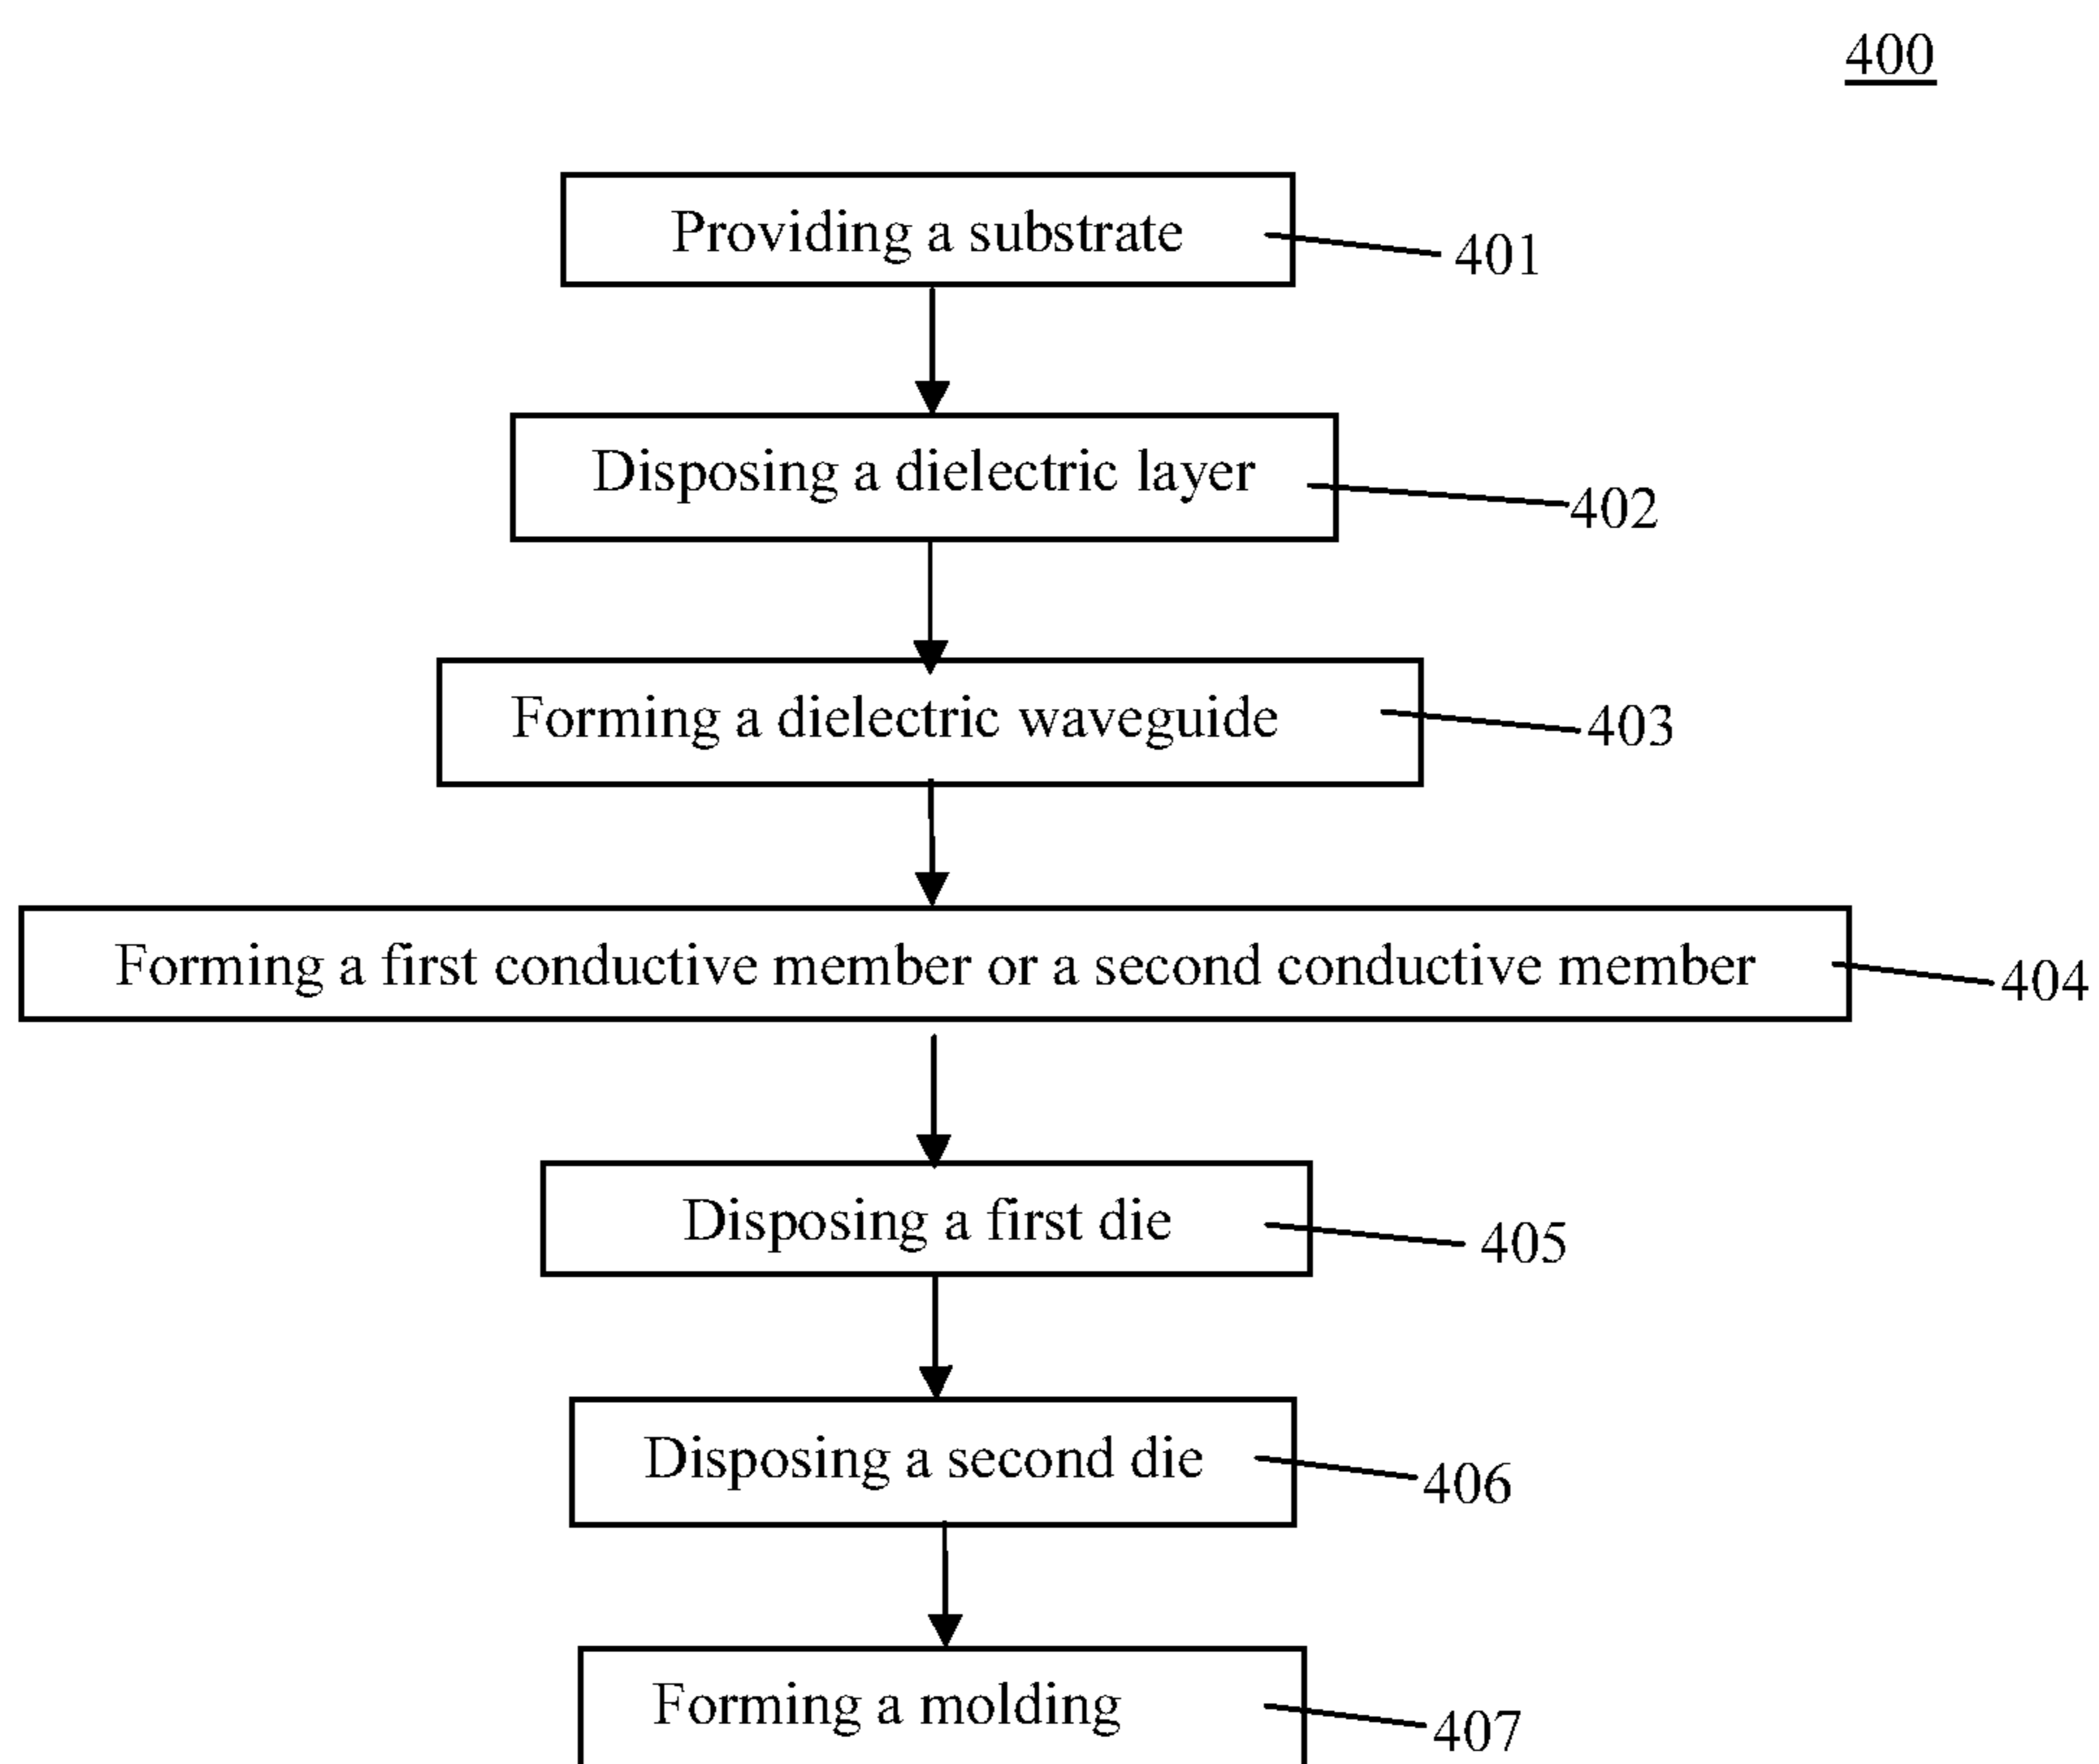 400
Providing a substrate
401
Disposing a dielectric layer
402
Forming a dielectric waveguide
403
Forming a first conductive member or a second conductive member
404
Disposing a first die
405
Disposing a second die
406
Forming a molding
407